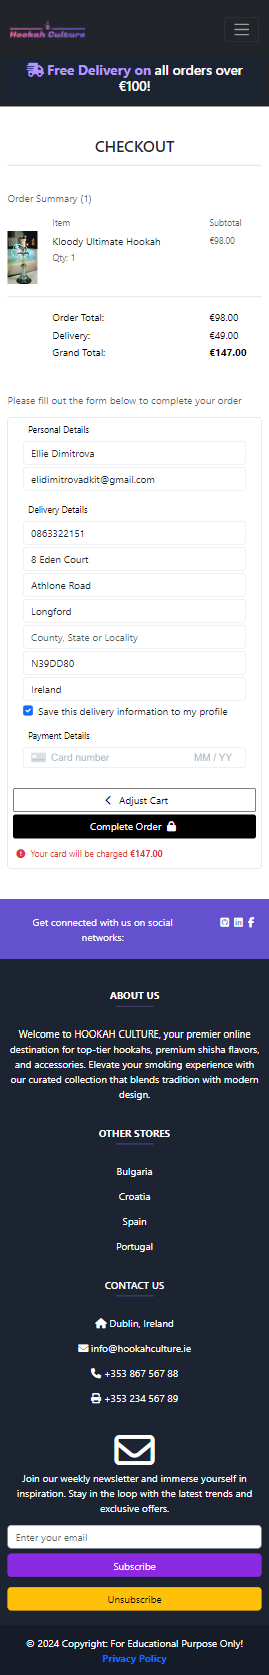 Hookah Culture
Free Delivery on all orders over
€100!
CHECKOUT
Order Summary (1)
Item Subtotal
Kloody Ultimate Hookah €98.00
Qty: 1
Order Total: €98.00
Delivery: €49.00
Grand Total: €147.00
Please fill out the form below to complete your order
Personal Details
Ellie Dimitrova
elidimitrovadkit@gmail.com
Delivery Details
0863322151
8 Eden Court
Athlone Road
Longford
County, State or Locality
N39DD80
Ireland
Save this delivery information to my profile
Payment Details
Card number MM / YY
Adjust Cart
Complete Order
Your card will be charged €147.00
Get connected with us on social
networks:
ABOUT US
Welcome to HOOKAH CULTURE, your premier online
destination for top-tier hookahs, premium shisha flavors,
and accessories. Elevate your smoking experience with
our curated collection that blends tradition with modern
design.
OTHER STORES
Bulgaria
Croatia
Spain
Portugal
CONTACT US
Dublin, Ireland
info@hookahculture.ie
+353 867 567 88
+353 234 567 89
Join our weekly newsletter and immerse yourself in
inspiration. Stay in the loop with the latest trends and
exclusive offers.
Enter your email
Subscribe
Unsubscribe
© 2024 Copyright: For Educational Purpose Only!
Privacy Policy